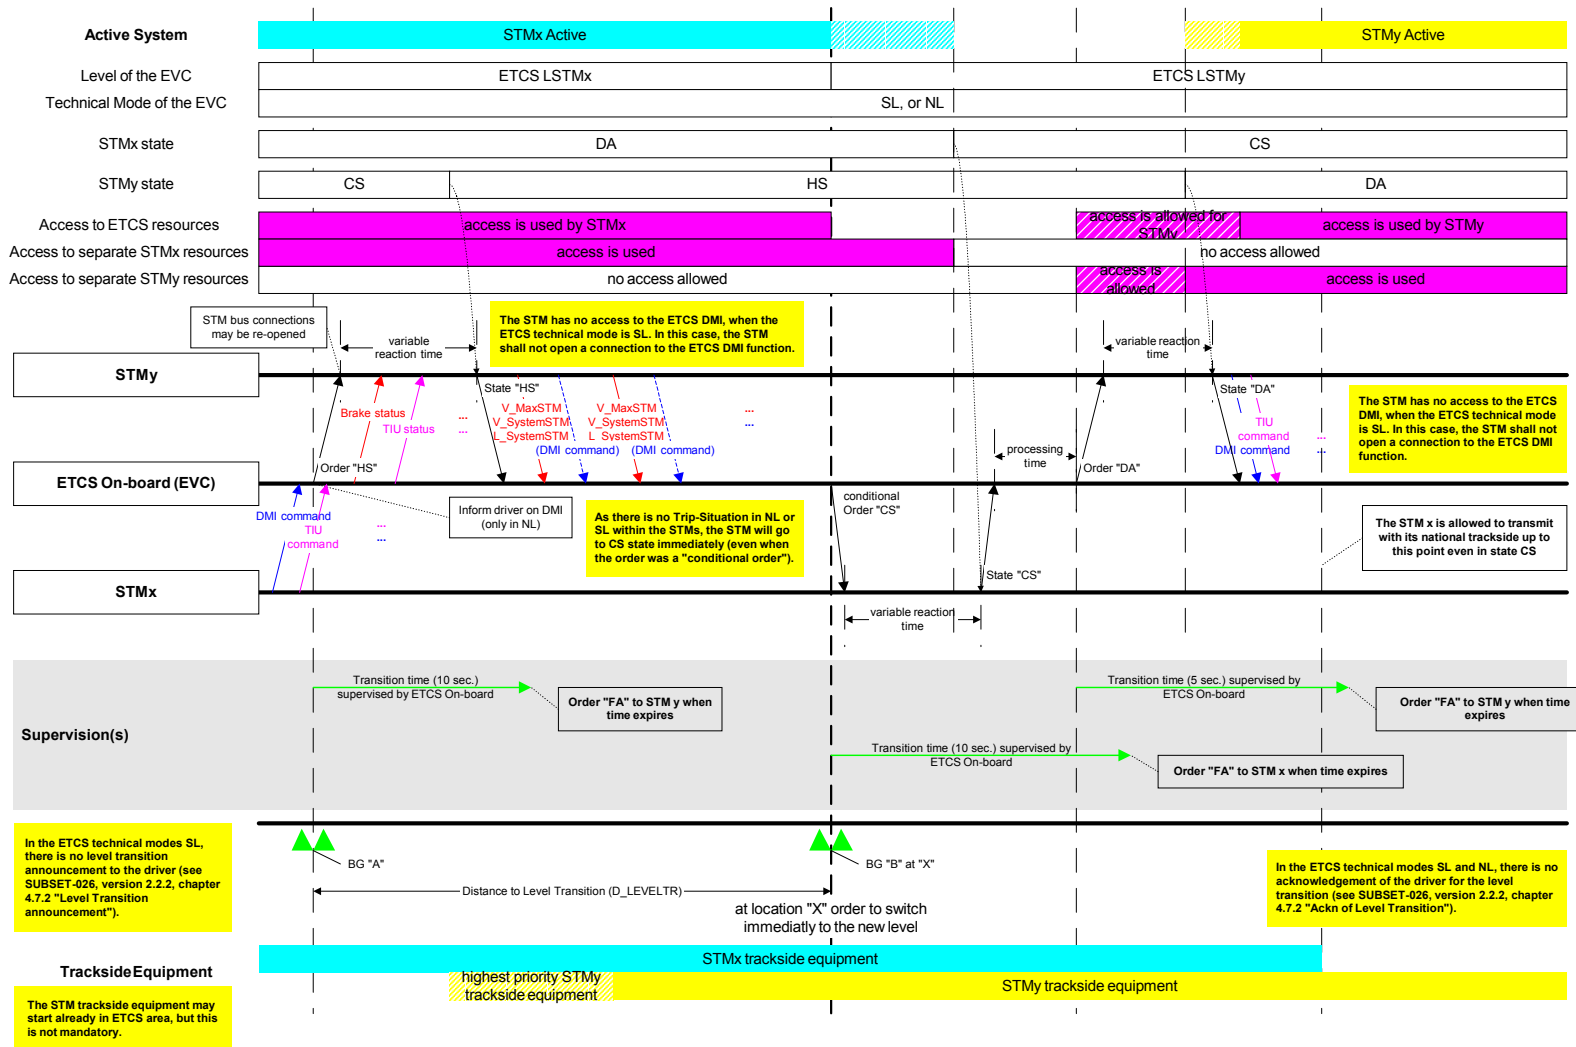 Active System
STMx Active
STMy Active
Level of the EVC
ETCS LSTMx
ETCS LSTMy
Technical Mode of the EVC
SL, or NL
STMx state
DA
CS
STMy state
CS
HS
DA
Access to ETCS resources
access is used by STMx
access is allowed for
STMy
access is used by STMy
Access to separate STMx resources
access is used
no access allowed
Access to separate STMy resources
no access allowed
access is
allowed
access is used
STM bus connections
may be re-opened
variable
reaction time
The STM has no access to the ETCS DMI, when the
ETCS technical mode is SL. In this case, the STM
shall not open a connection to the ETCS DMI function.
variable reaction
time
STMy
State "HS"
State "DA"
Brake status
TIU status
...
...
V_MaxSTM
V_SystemSTM
L_SystemSTM
(DMI command)
V_MaxSTM
V_SystemSTM
L_SystemSTM
(DMI command)
...
...
TIU
command
DMI command
...
...
The STM has no access to the ETCS
DMI, when the ETCS technical mode
is SL. In this case, the STM shall not
open a connection to the ETCS DMI
function.
processing
time
Order "HS"
Order "DA"
ETCS On-board (EVC)
DMI command
TIU
command
...
...
Inform driver on DMI
(only in NL)
As there is no Trip-Situation in NL or
SL within the STMs, the STM will go
to CS state immediately (even when
the order was a "conditional order").
conditional
Order "CS"
The STM x is allowed to transmit
with its national trackside up to
this point even in state CS
State "CS"
STMx
variable reaction
time
Transition time (10 sec.)
supervised by ETCS On-board
Order "FA" to STM y when
time expires
Transition time (5 sec.) supervised by
ETCS On-board
Order "FA" to STM y when time
expires
Supervision(s)
Transition time (10 sec.) supervised by
ETCS On-board
Order "FA" to STM x when time expires
In the ETCS technical modes SL,
there is no level transition
announcement to the driver (see
SUBSET-026, version 2.2.2, chapter
4.7.2 "Level Transition
announcement").
BG "A"
BG "B" at "X"
Distance to Level Transition (D_LEVELTR)
at location "X" order to switch
immediatly to the new level
In the ETCS technical modes SL and NL, there is no
acknowledgement of the driver for the level
transition (see SUBSET-026, version 2.2.2, chapter
4.7.2 "Ackn of Level Transition").
Trackside Equipment
STMx trackside equipment
highest priority STMy
trackside equipment
STMy trackside equipment
The STM trackside equipment may
start already in ETCS area, but this
is not mandatory.